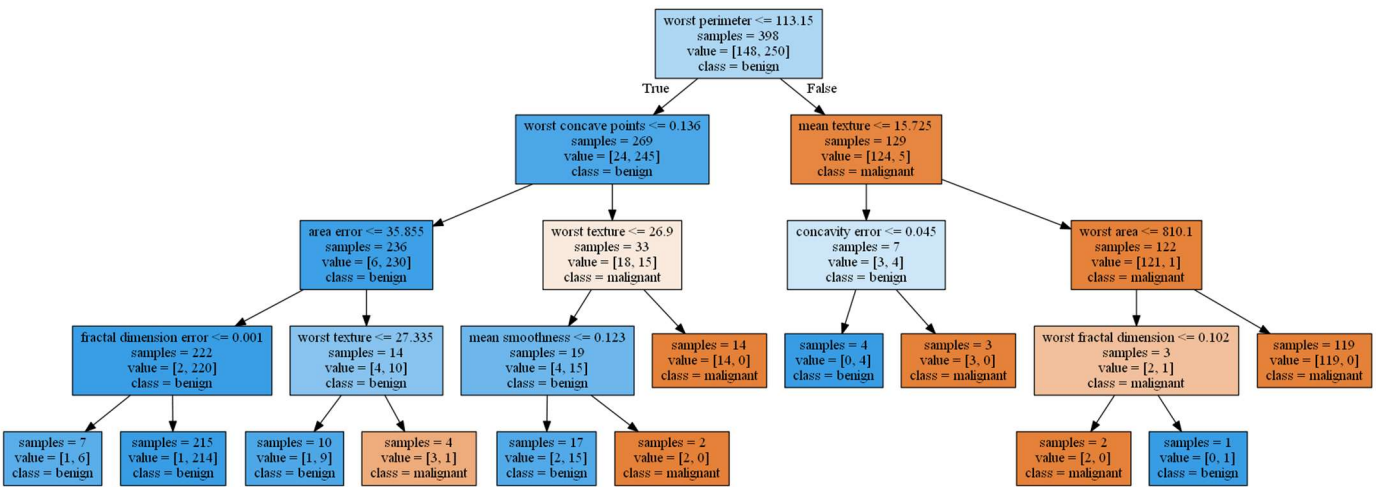 worst perimeter <= 113.15
samples = 398
value = [148, 250]
class = benign
True
False
worst concave points <= 0.136
samples = 269
value = [24, 245]
class = benign
mean texture <= 15.725
samples = 129
value = [124, 5]
class = malignant
area error <= 35.855
samples = 236
value = [6, 230]
class = benign
worst texture <= 26.9
samples = 33
value = [18, 15]
class = malignant
concavity error <= 0.045
samples = 7
value = [3, 4]
class = benign
worst area <= 810.1
samples = 122
value = [121, 1]
class = malignant
fractal dimension error <= 0.001
samples = 222
value = [2, 220]
class = benign
worst texture <= 27.335
samples = 14
value = [4, 10]
class = benign
mean smoothness <= 0.123
samples = 19
value = [4, 15]
class = benign
samples = 14
value = [14, 0]
class = malignant
samples = 4
value = [0, 4]
class = benign
samples = 3
value = [3, 0]
class = malignant
worst fractal dimension <= 0.102
samples = 3
value = [2, 1]
class = malignant
samples = 119
value = [119, 0]
class = malignant
samples = 7
value = [1, 6]
class = benign
samples = 215
value = [1, 214]
class = benign
samples = 10
value = [1, 9]
class = benign
samples = 4
value = [3, 1]
class = malignant
samples = 17
value = [2, 15]
class = benign
samples = 2
value = [2, 0]
class = malignant
samples = 2
value = [2, 0]
class = malignant
samples = 1
value = [0, 1]
class = benign